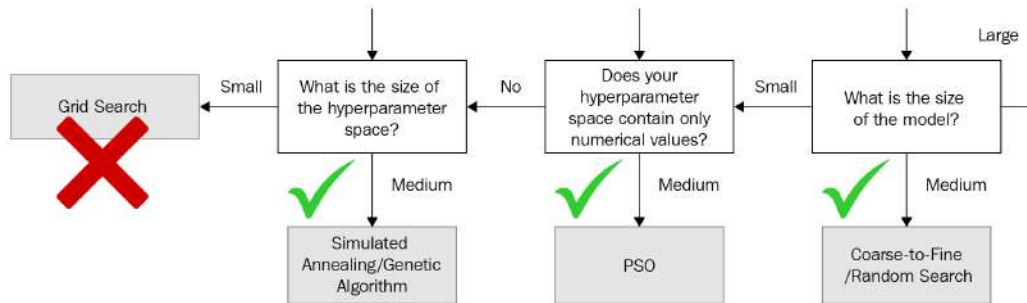 Large
Small
What is the size of
the hyperparameter
space?
No
Does your
hyperparameter
space contain only
numerical values?
Small
What is the size
of the model?
Grid Search
Medium
Medium
Medium
Simulated
Annealing/Genetic
Algorithm
PSO
Coarse-to-Fine
/Random Search